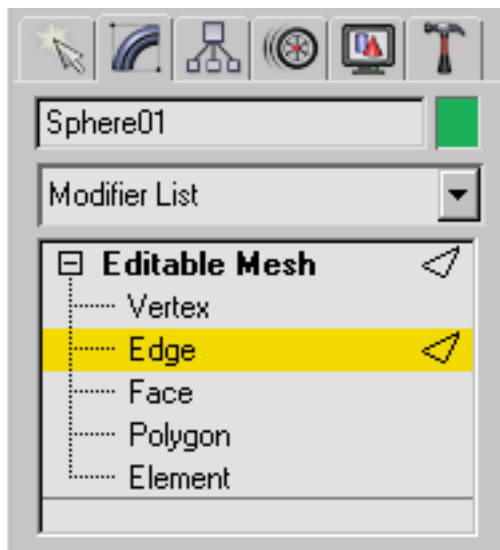 Sphere01
Modifier List
Editable Mesh
Vertex
Edge
Face
Polygon
Element